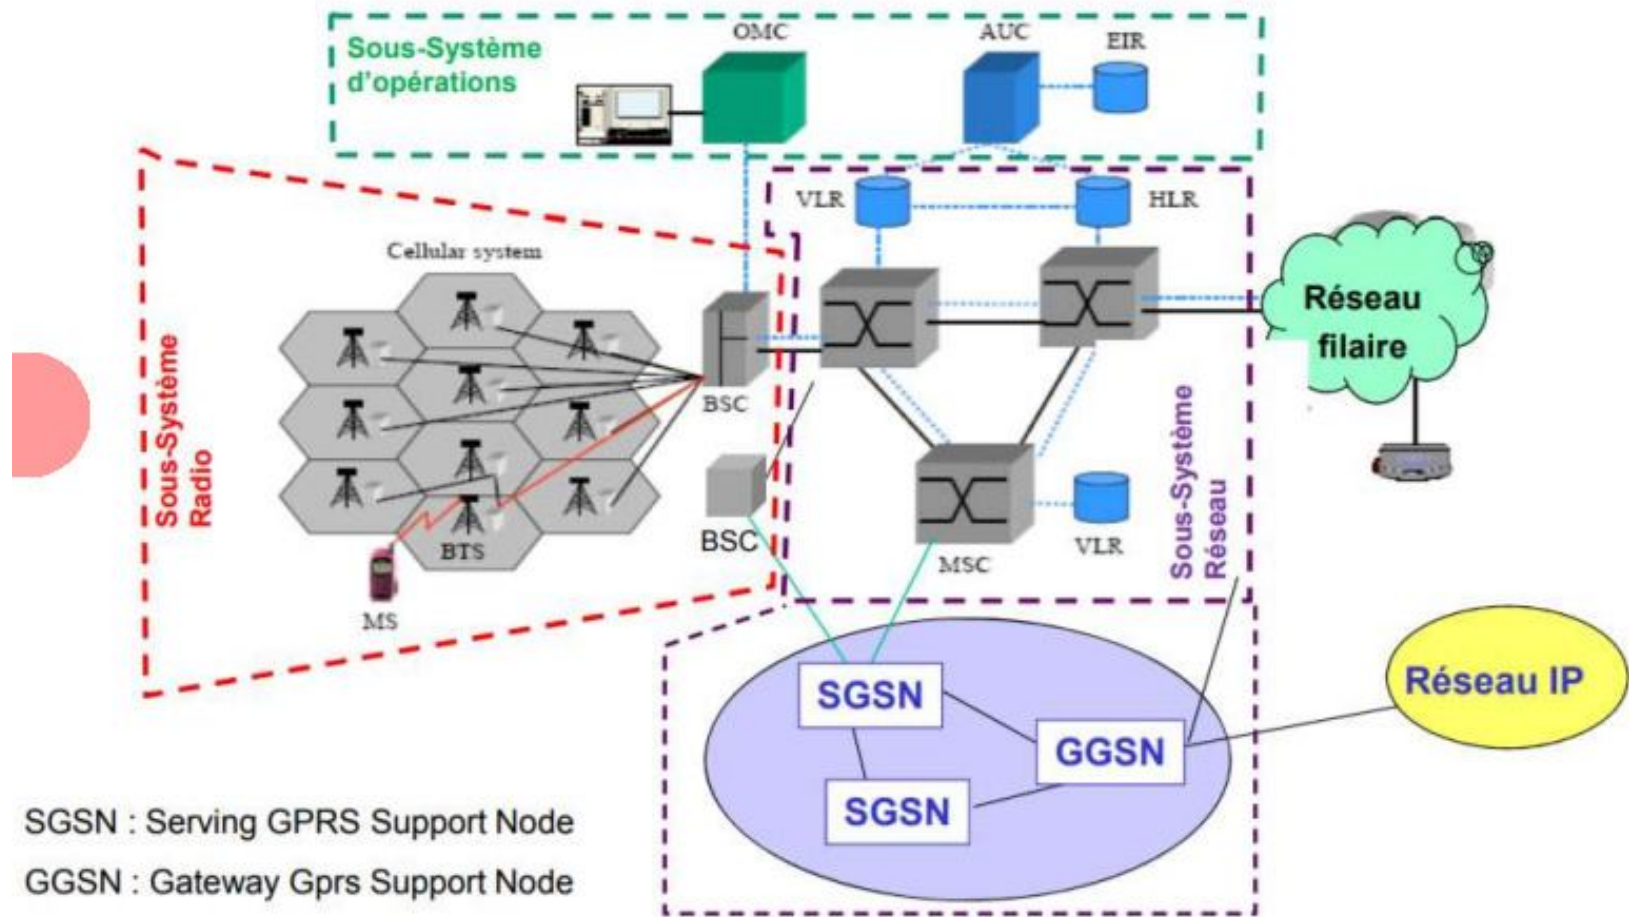 Sous-Système
d'opérations
OMC
AUC
EIR
VLR
HLR
Cellular system
Réseau
filaire
Sous-Système
Radio
BSC
Sous-Système
Réseau
BSC
BTS
MSC
VLR
MS
SGSN
Réseau IP
GGSN
SGSN
SGSN : Serving GPRS Support Node
GGSN : Gateway Gprs Support Node